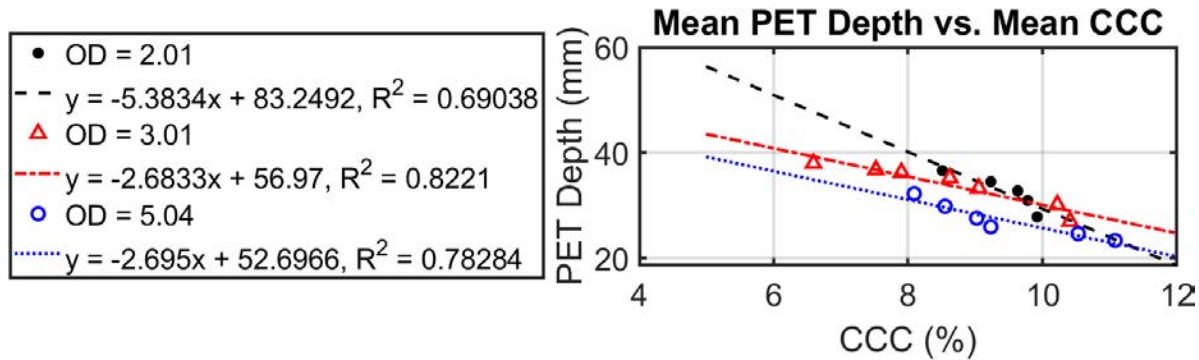 OD = 2.01
y = -5.3834x + 83.2492, R² = 0.69038
OD = 3.01
y = -2.6833x + 56.97, R² = 0.8221
OD = 5.04
y = -2.695x + 52.6966, R² = 0.78284
Mean PET Depth vs. Mean CCC
PET Depth (mm)
60
40
20
4 6 8 10 12
CCC (%)